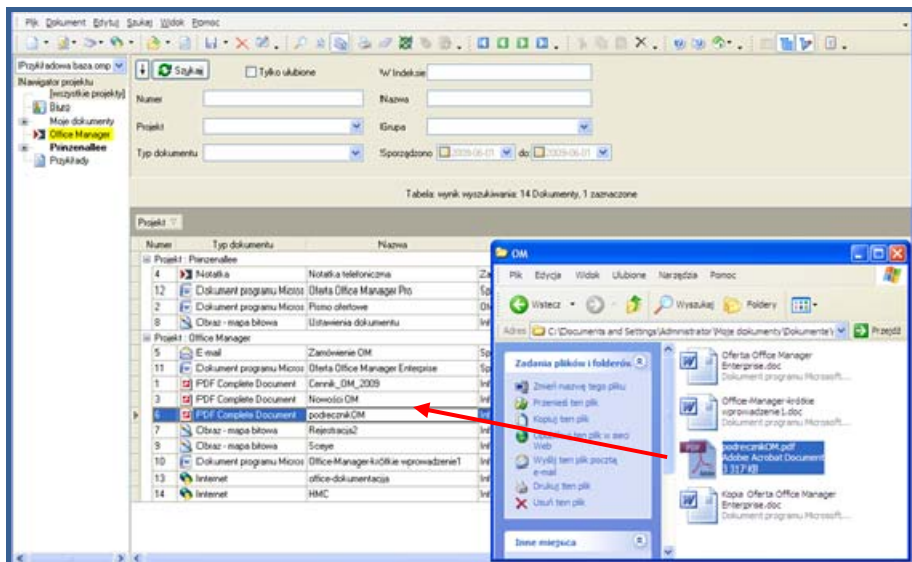 Plik Dokument Edytuj Szukaj Widok Pomoc
Przykładowa baza.omp
Nawigator projektu
[wszystkie projekty]
Biuro
Moje dokumenty
Office Manager
Prinzenallee
Przykłady
Szukaj
Tylko ulubione
W Indeksie
Numer
Nazwa
Projekt
Grupa
Typ dokumentu
Sporządzono 2009-06-01 do: 2009-06-01
Tabela: wynik wyszukiwania: 14 Dokumenty, 1 zaznaczone
Projekt
Numer Typ dokumentu Nazwa
Projekt : Prinzenallee
4 Notatka Notatka telefoniczna
12 Dokument programu Micros Oferta Office Manager Pro
2 Dokument programu Micros Pismo ofertowe
8 Obraz - mapa bitowa Ustawienia dokumentu
Projekt : Office Manager
5 E-mail Zamówienie OM
11 Dokument programu Micros Oferta Office Manager Enterprise
1 PDF Complete Document Cennik_OM_2009
3 PDF Complete Document Nowości OM
6 PDF Complete Document podrecznikOM
7 Obraz - mapa bitowa Rejestracja2
9 Obraz - mapa bitowa Sceye
10 Dokument programu Micros Office-Manager-krótkie wprowadzenie1
13 Internet office-dokumentacja
14 Internet HMC
OM
Plik Edycja Widok Ulubione Narzędzia Pomoc
Wstecz Wyszukaj Foldery
Adres C:\Documents and Settings\Administrator\Moje dokumenty\Dokumente\ Przejdź
Zadania plików i folderów
Zmień nazwę tego pliku
Przenieś ten plik
Kopiuj ten plik
Opublikuj ten plik w sieci
Web
Wyślij ten plik pocztą
e-mail
Drukuj ten plik
Usuń ten plik
Inne miejsca
Oferta Office Manager
Enterprise.doc
Dokument programu Microsoft...
Office-Manager-krótkie
wprowadzenie1.doc
Dokument programu Microsoft...
podrecznikOM.pdf
Adobe Acrobat Document
1 317 KB
Kopia Oferta Office Manager
Enterprise.doc
Dokument programu Microsoft...